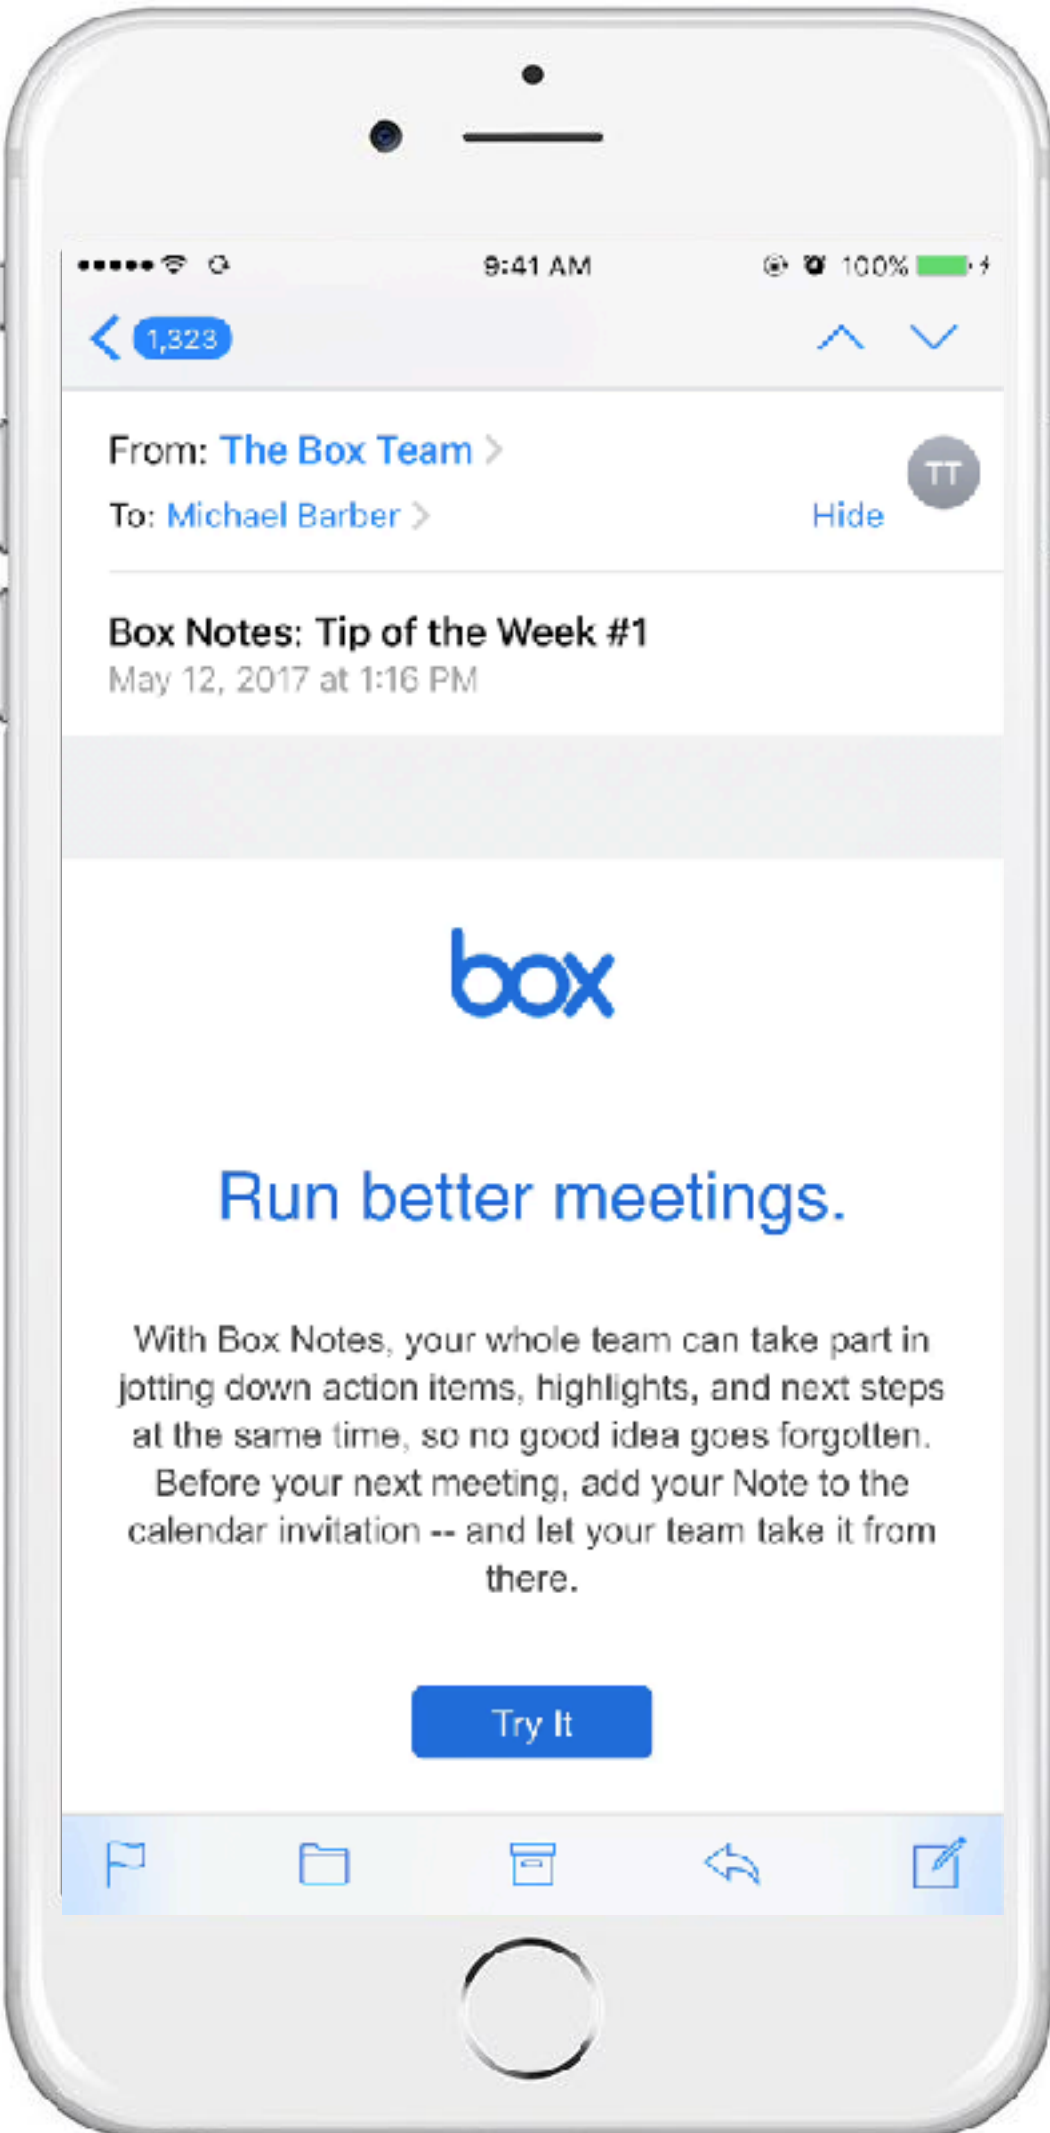 9:41 AM 100%
1,323
From: The Box Team
TT
To: Michael Barber Hide
Box Notes: Tip of the Week #1
May 12, 2017 at 1:16 PM
box
Run better meetings.
With Box Notes, your whole team can take part in
jotting down action items, highlights, and next steps
at the same time, so no good idea goes forgotten.
Before your next meeting, add your Note to the
calendar invitation -- and let your team take it from
there.
Try It